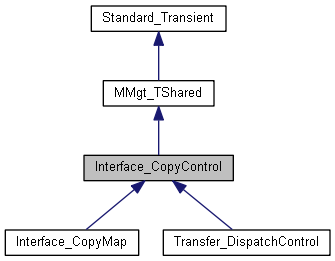 Standard_Transient
MMgt_TShared
Interface_CopyControl
Interface_CopyMap
Transfer_DispatchControl